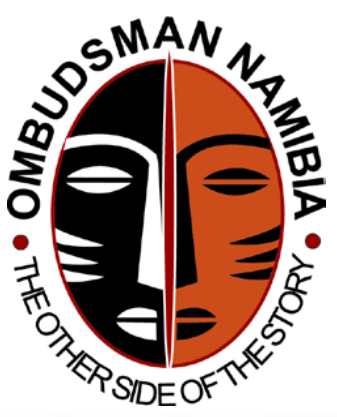 OMBUDSMAN NAMIBIA
THE OTHER SIDE OF THE STORY